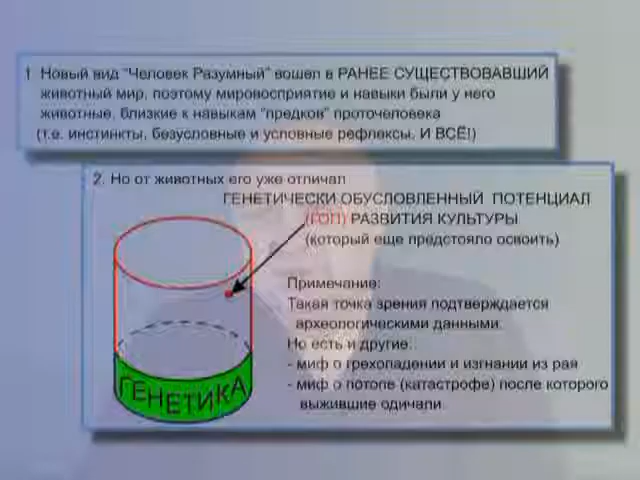 1 Новый вид "Человек Разумный" вошел в РАНЕЕ СУЩЕСТВОВАВШИЙ
животный мир, поэтому мировосприятие и навыки были у него
животные, близкие к навыкам "предков" проточеловека
(т.е. инстинкты, безусловные и условные рефлексы, И ВСЁ!)
2. Но от животных его уже отличал
ГЕНЕТИЧЕСКИ ОБУСЛОВЛЕННЫЙ ПОТЕНЦИАЛ
(ГОП) РАЗВИТИЯ КУЛЬТУРЫ
(который еще предстояло освоить)
Примечание:
Такая точка зрения подтверждается
археологическими данными.
Но есть и другие:
- миф о грехопадении и изгнании из рая
- миф о потопе (катастрофе) после которого
выжившие одичали.
ГЕНЕТИКА